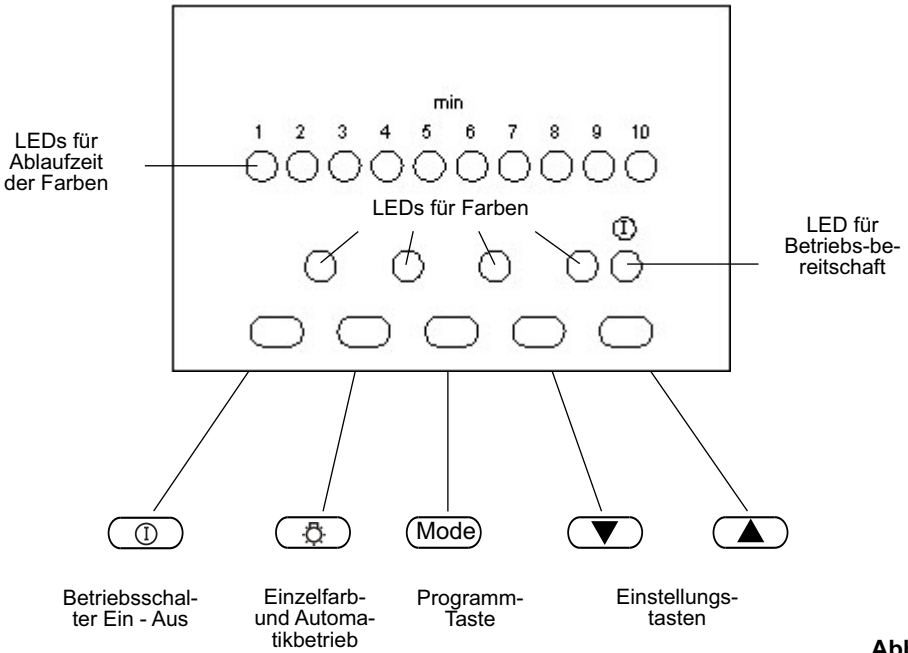 min
1 2 3 4 5 6 7 8 9 10
LEDs für
Ablaufzeit
der Farben
LEDs für Farben
LED für
Betriebs-be-
reitschaft
Mode
Betriebsschal-
ter Ein - Aus
Einzelfarb-
und Automa-
tikbetrieb
Programm-
Taste
Einstellungs-
tasten